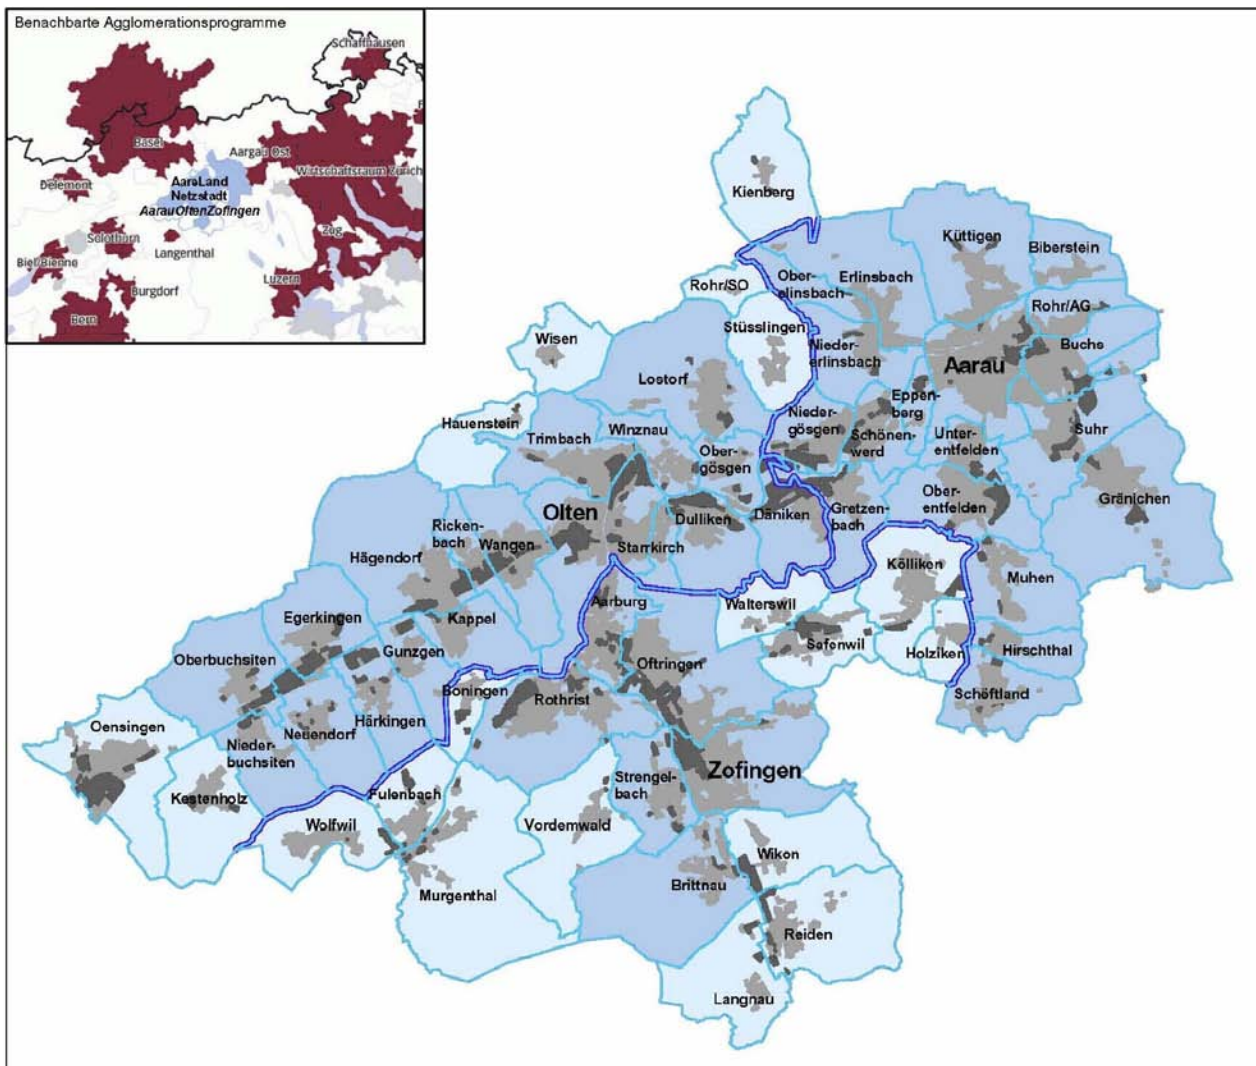 Benachbarte Agglomerationsprogramme
Schaffhausen
Basel
Aargau Ost
Wirtschaftsraum Zürich
Delemont
AareLand
Netzstadt
AarauOltenZofingen
Solothurn
Zug
Langenthal
Biel/Bienne
Luzern
Burgdorf
Bern
Kienberg
Küttigen
Biberstein
Ober-
erlinsbach
Erlinsbach
Rohr/SO
Rohr/AG
Stüsslingen
Wisen
Nieder-
erlinsbach
Buchs
Aarau
Lostorf
Eppen-
berg
Hauenstein
Nieder-
gösgen
Trimbach
Winznau
Schönen-
werd
Unter-
entfelden
Suhr
Ober-
gösgen
Gränichen
Ober-
entfelden
Olten
Dulliken
Däniken
Gretzen-
bach
Ricken-
bach
Wangen
Starrkirch
Hägendorf
Kölliken
Muhen
Aarburg
Walterswil
Egerkingen
Kappel
Safenwil
Holziken
Hirschthal
Gunzgen
Oberbuchsiten
Oftringen
Boningen
Rothrist
Schöftland
Oensingen
Härkingen
Neuendorf
Nieder-
buchsiten
Zofingen
Strengel-
bach
Kestenholz
Fulenbach
Wolfwil
Vordemwald
Wikon
Brittnau
Murgenthal
Reiden
Langnau